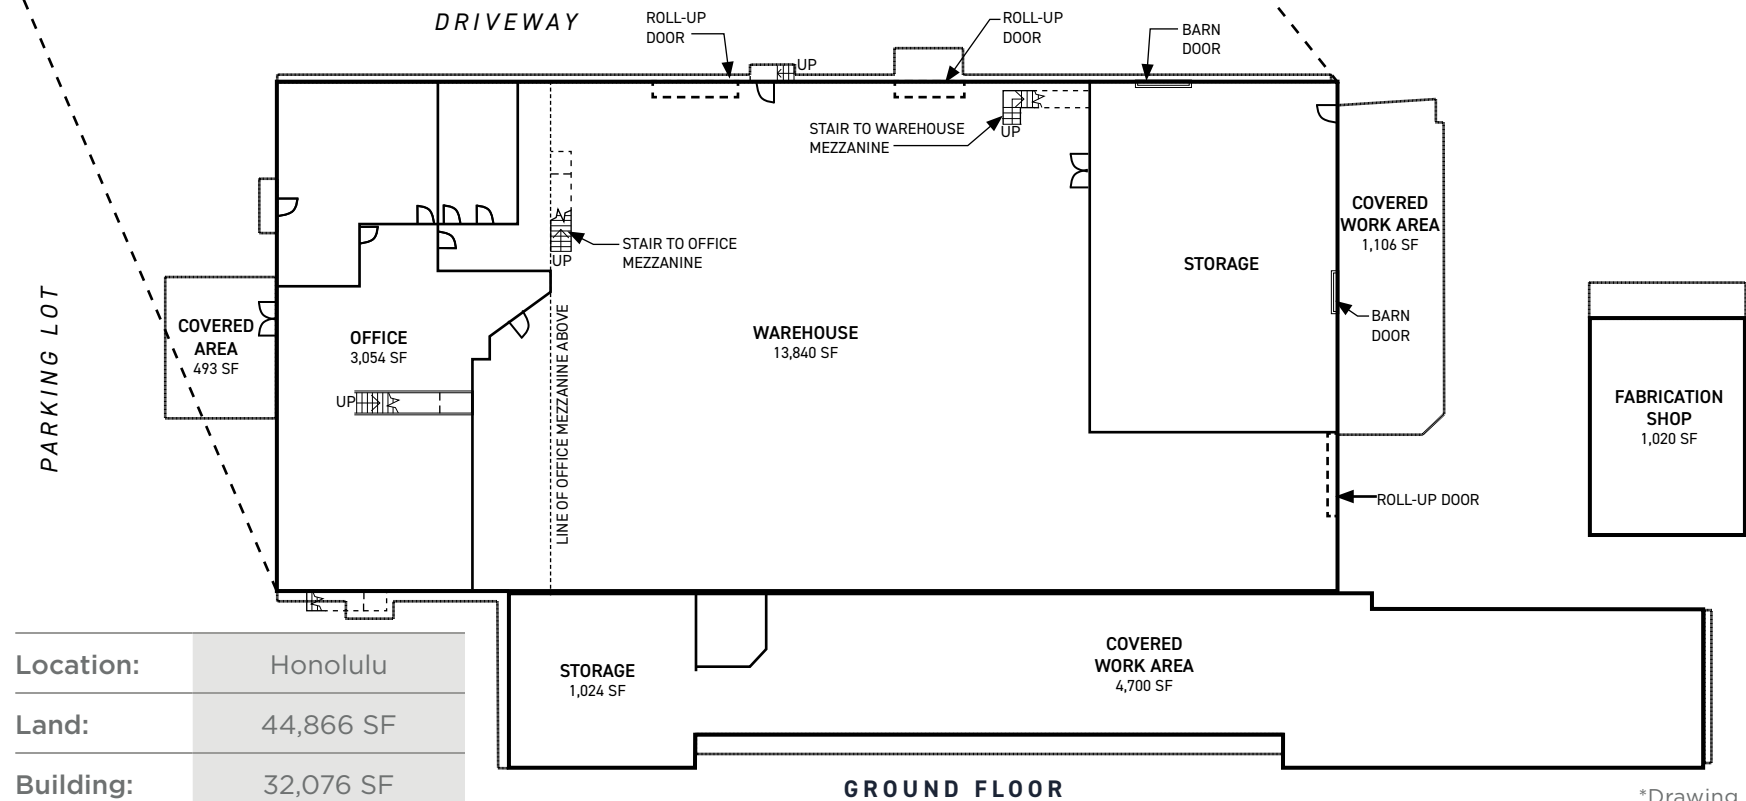 DRIVEWAY
ROLL-UP
DOOR
UP
ROLL-UP
DOOR
BARN
DOOR
STAIR TO WAREHOUSE
MEZZANINE
UP
STAIR TO OFFICE
MEZZANINE
UP
COVERED
WORK AREA
1,106 SF
STORAGE
PARKING LOT
COVERED
AREA
493 SF
OFFICE
3,054 SF
UP
LINE OF OFFICE MEZZANINE ABOVE
WAREHOUSE
13,840 SF
BARN
DOOR
FABRICATION
SHOP
1,020 SF
ROLL-UP DOOR
STORAGE
1,024 SF
COVERED
WORK AREA
4,700 SF
Location: Honolulu
Land: 44,866 SF
Building: 32,076 SF
GROUND FLOOR
*Drawing